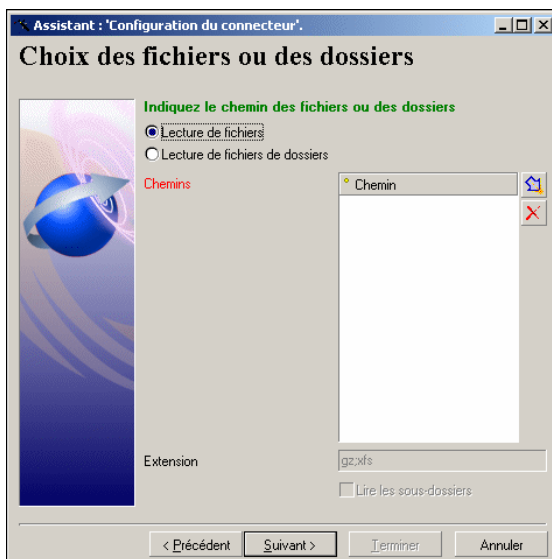 Assistant : 'Configuration du connecteur'.
Choix des fichiers ou des dossiers
Indiquez le chemin des fichiers ou des dossiers
Lecture de fichiers
Lecture de fichiers de dossiers
Chemins
Chemin
Extension
gz;xfs
Lire les sous-dossiers
< Précédent
Suivant >
Terminer
Annuler